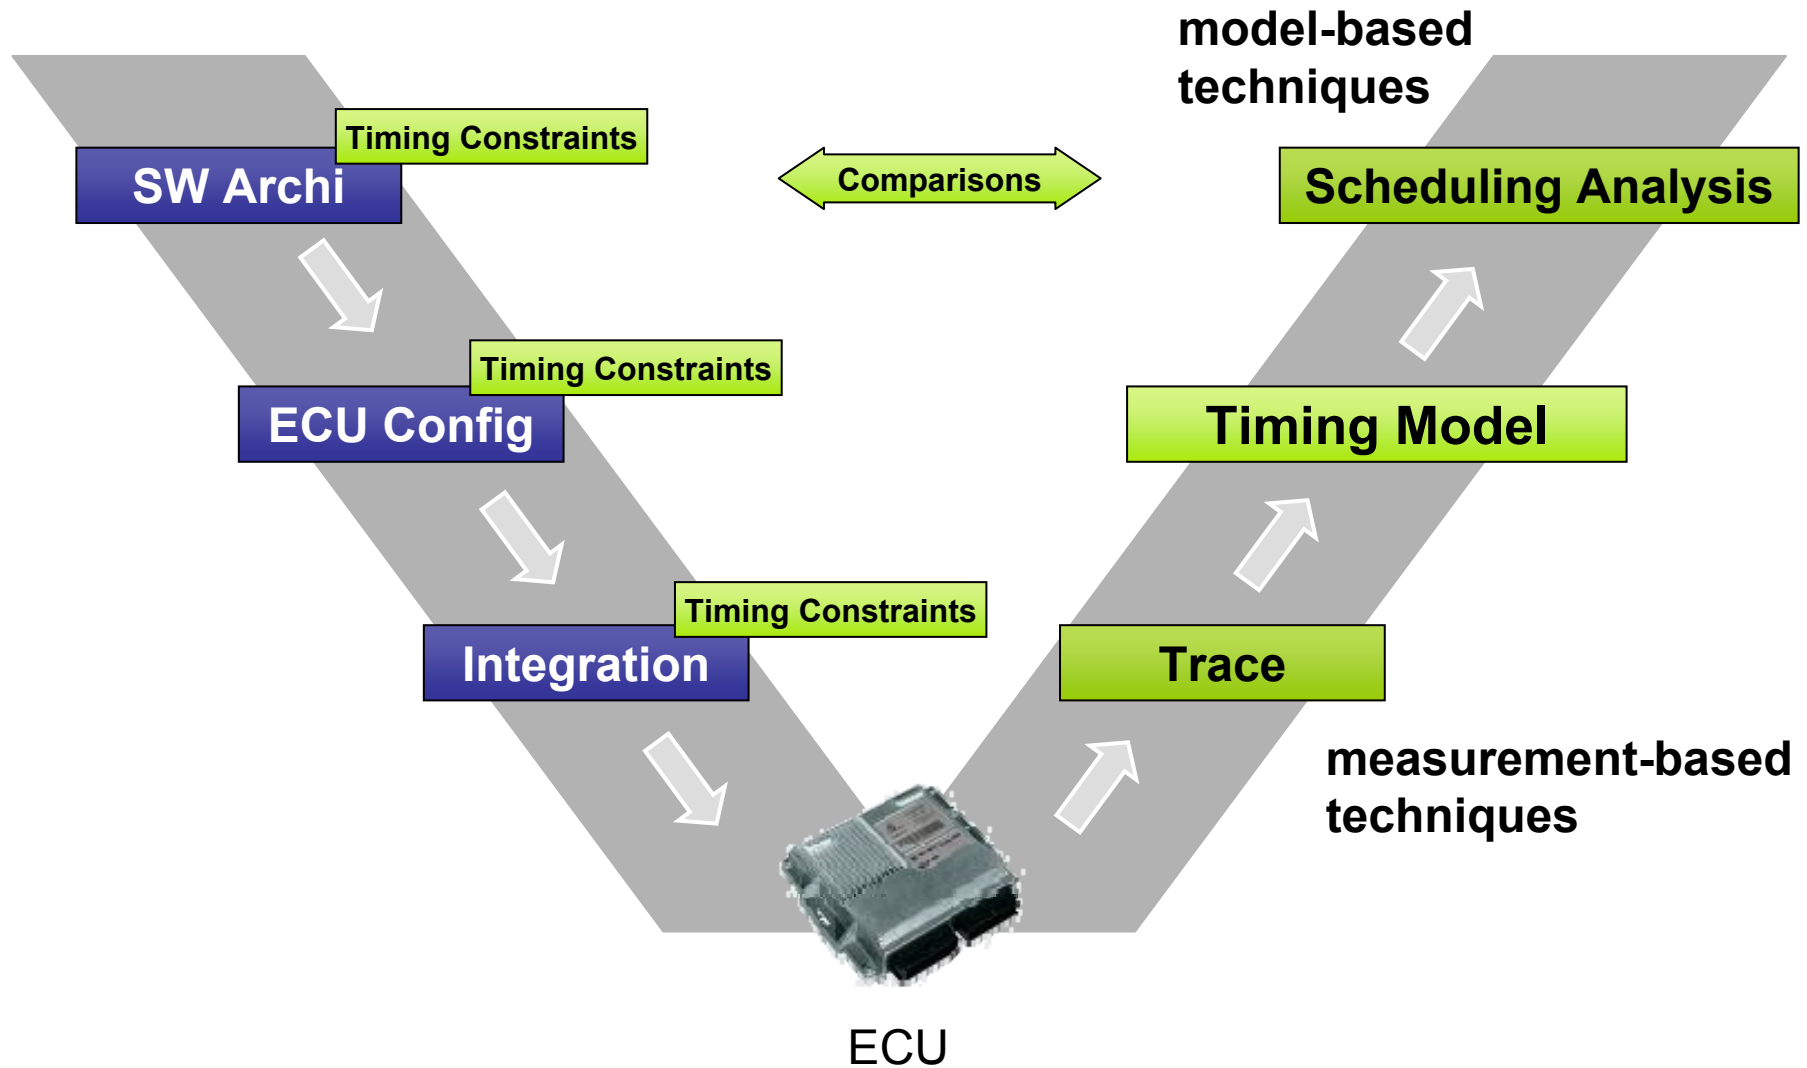 model-based
techniques
Timing Constraints
SW Archi
Comparisons
Scheduling Analysis
Timing Constraints
ECU Config
Timing Model
Timing Constraints
Integration
Trace
measurement-based
techniques
ECU